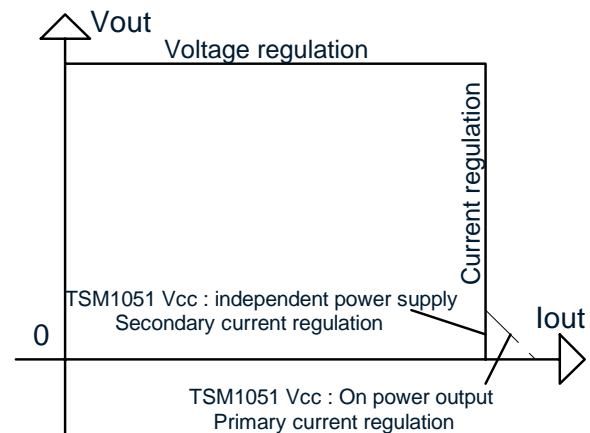 Vout
Voltage regulation
Current regulation
TSM1051 Vcc : independent power supply
Secondary current regulation
0
Iout
TSM1051 Vcc : On power output
Primary current regulation